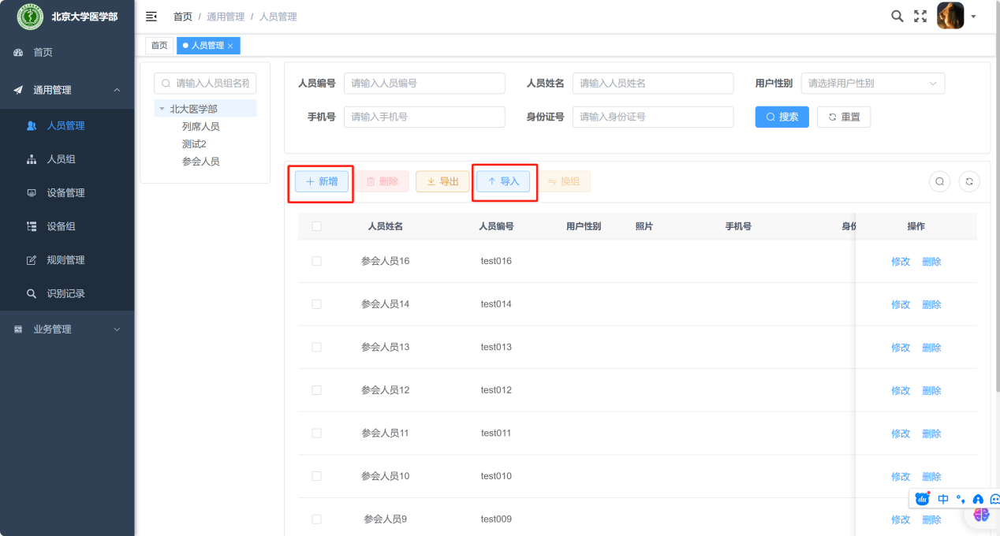 北京大学医学部
首页 / 通用管理 / 人员管理
首页
人员管理 ×
首页
通用管理
人员管理
人员组
设备管理
设备组
规则管理
识别记录
业务管理
请输入人员组名称
北大医学部
列席人员
测试2
参会人员
人员编号 请输入人员编号 人员姓名 请输入人员姓名 用户性别 请选择用户性别
手机号 请输入手机号 身份证号 请输入身份证号 搜索 重置
新增 删除 导出 导入 换组
人员姓名 人员编号 用户性别 照片 手机号 身份 操作
参会人员16 test016 修改 删除
参会人员14 test014 修改 删除
参会人员13 test013 修改 删除
参会人员12 test012 修改 删除
参会人员11 test011 修改 删除
参会人员10 test010 修改 删除
参会人员9 test009 修改 删除
du 中 °,